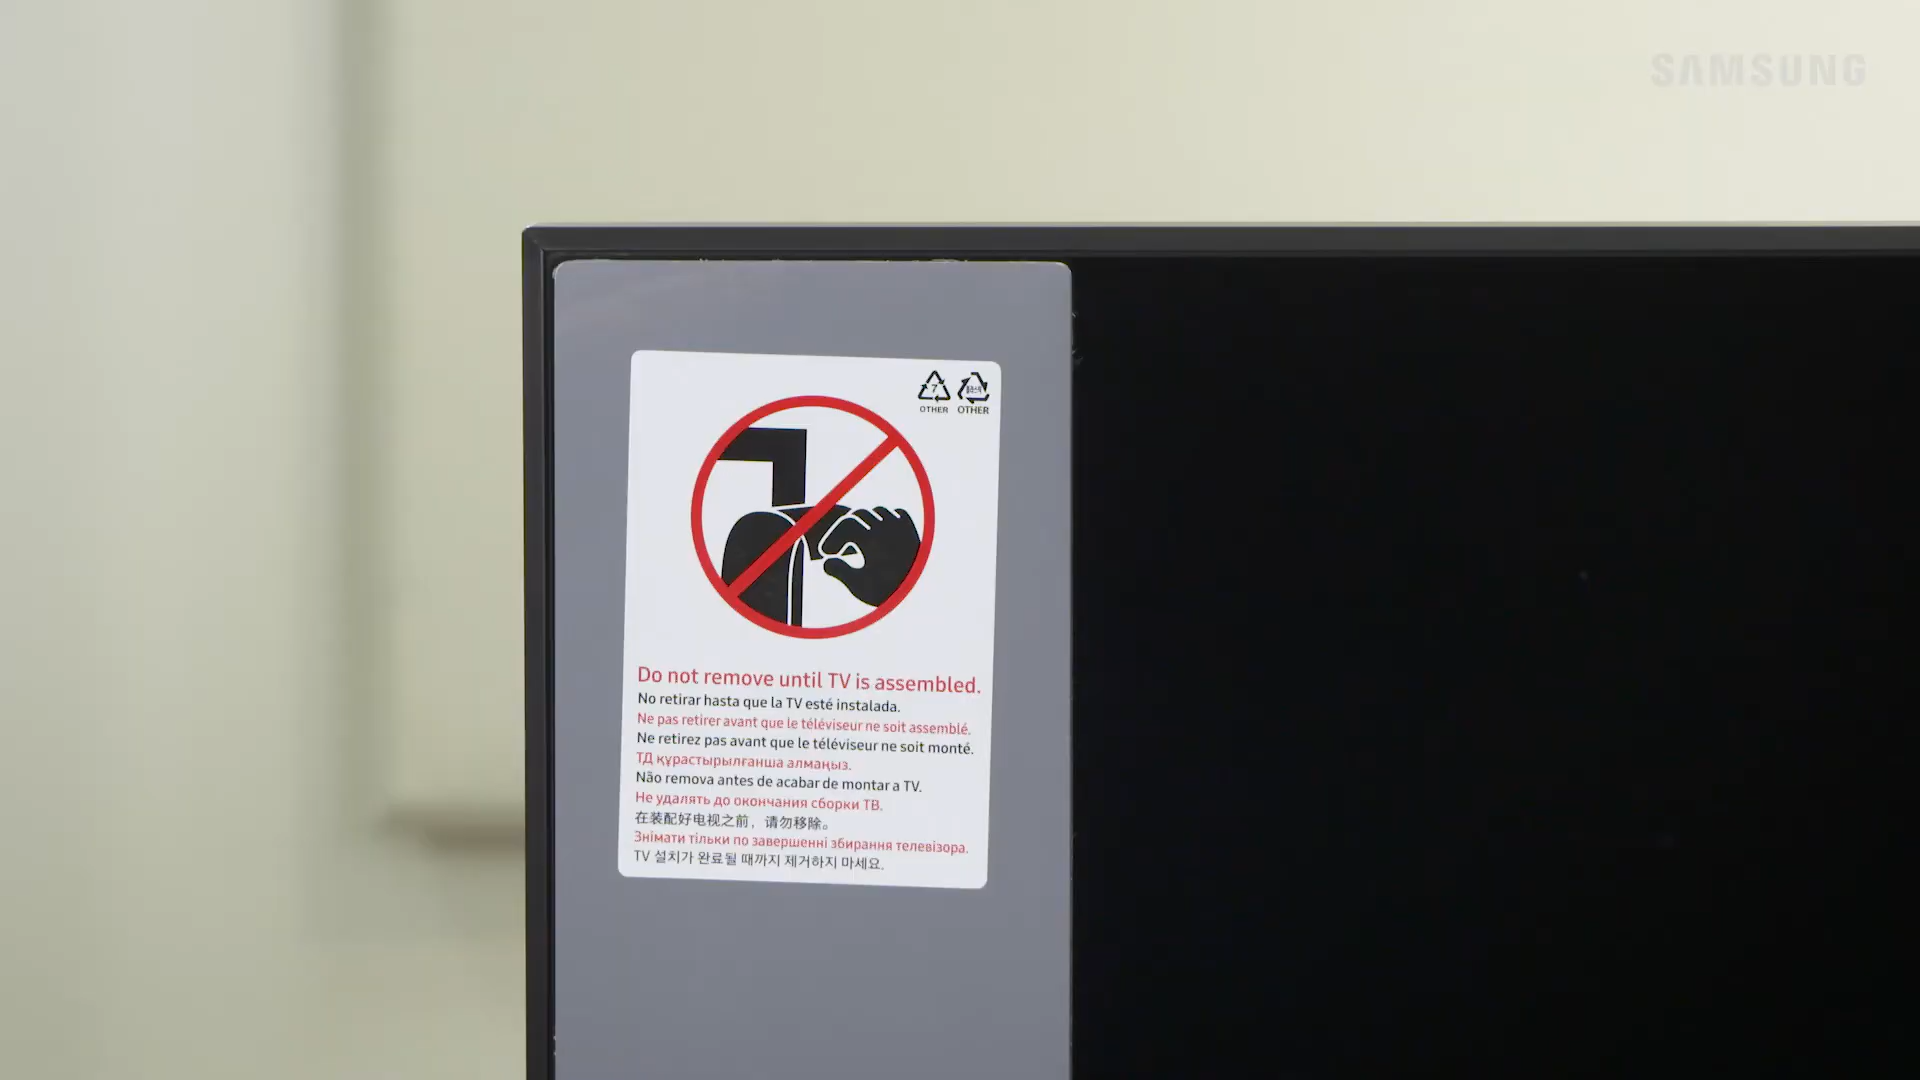 SAMSUNG
7
OTHER OTHER
Do not remove until TV is assembled.
No retirar hasta que la TV esté instalada.
Ne pas retirer avant que le téléviseur ne soit assemblé.
Ne retirez pas avant que le téléviseur ne soit monté.
ТД құрастырылғанша алмаңыз.
Não remova antes de acabar de montar a TV.
Не удалять до окончания сборки ТВ.
在装配好电视之前，请勿移除。
Знімати тільки по завершенні збирання телевізора.
TV 설치가 완료될 때까지 제거하지 마세요.